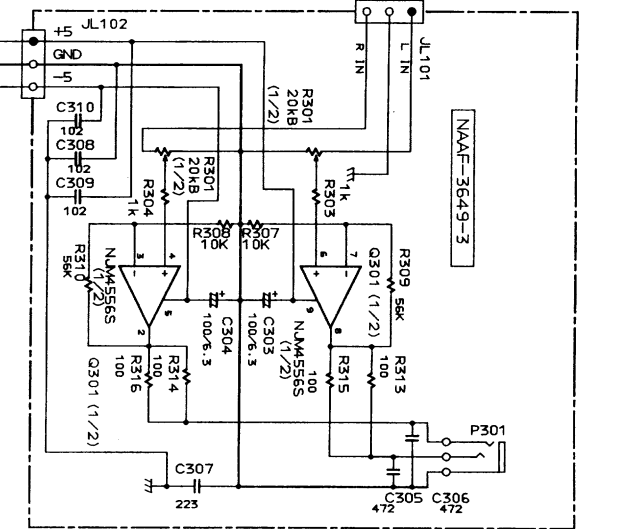 JL102
+5
GND
-5
C310
102
C308
102
C309
102
R IN
L IN
JL101
R301
20kB
(1/2)
R301
20kB
(1/2)
NAAF-3649-3
R304
1k
R303
1k
R308
10K
R307
10K
R310
56K
NJM4556S
(1/2)
3
4
-
+
5
2
6
7
+
-
9
8
Q301 (1/2)
R309
56K
C304
100/6.3
C303
100/6.3
NJM4556S
(1/2)
Q301 (1/2)
R316
100
R314
100
R315
100
R313
100
P301
C307
223
C305
472
C306
472